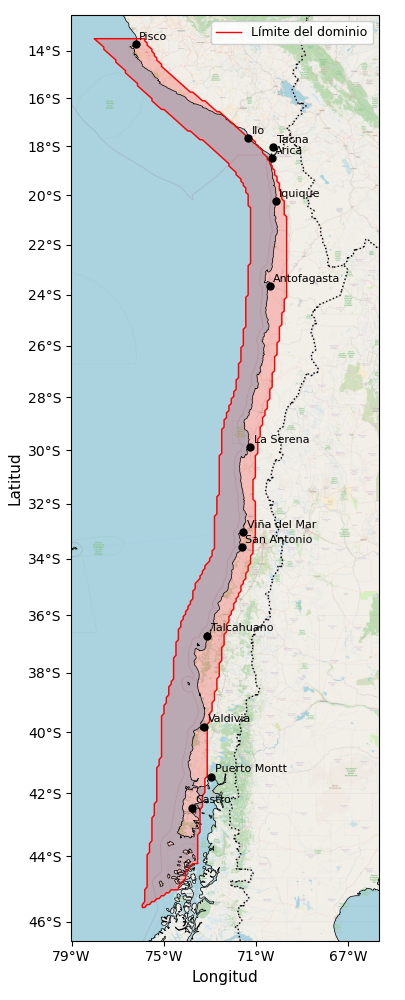 Límite del dominio
14°S
Pisco
16°S
Ilo
18°S
Tacna
Arica
20°S
Iquique
22°S
Antofagasta
24°S
26°S
28°S
La Serena
30°S
32°S
Viña del Mar
San Antonio
34°S
36°S
Talcahuano
38°S
Valdivia
40°S
Puerto Montt
42°S
Castro
44°S
46°S
79°W
75°W
71°W
67°W
Latitud
Longitud